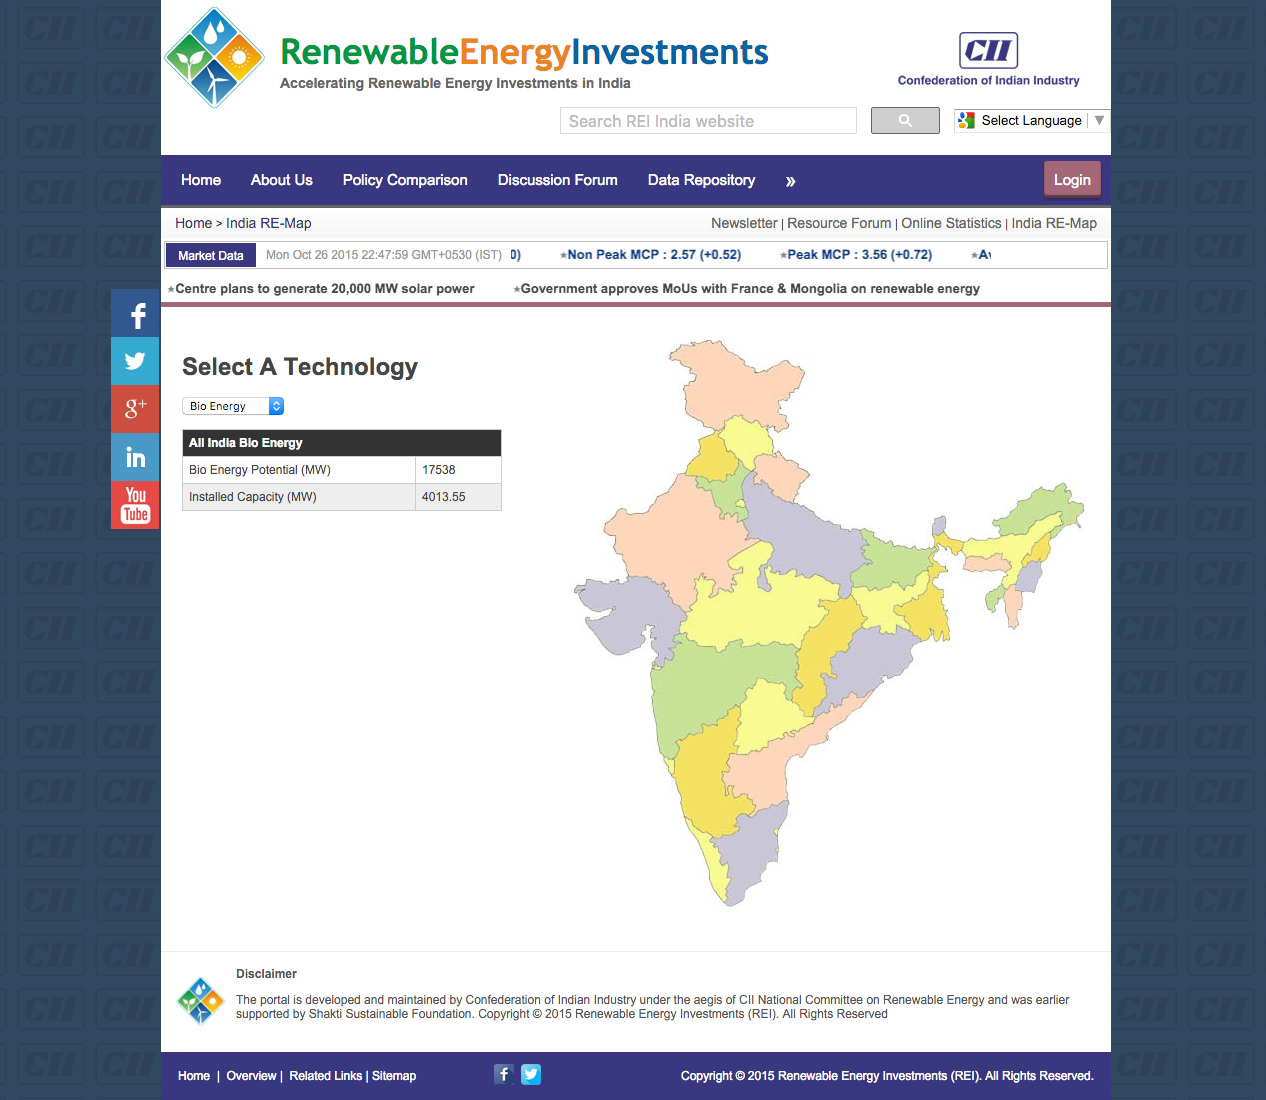 RenewableEnergyInvestments
Accelerating Renewable Energy Investments in India
CII
Confederation of Indian Industry
Search REI India website
Select Language ▼
Home About Us Policy Comparison Discussion Forum Data Repository » Login
Home > India RE-Map
Newsletter | Resource Forum | Online Statistics | India RE-Map
Market Data Mon Oct 26 2015 22:47:59 GMT+0530 (IST) 0) ★Non Peak MCP : 2.57 (+0.52) ★Peak MCP : 3.56 (+0.72)
★Centre plans to generate 20,000 MW solar power ★Government approves MoUs with France & Mongolia on renewable energy
f
g+
in
You
Tube
Select A Technology
Bio Energy
All India Bio Energy
Bio Energy Potential (MW) 17538
Installed Capacity (MW) 4013.55
Disclaimer
The portal is developed and maintained by Confederation of Indian Industry under the aegis of CII National Committee on Renewable Energy and was earlier
supported by Shakti Sustainable Foundation. Copyright © 2015 Renewable Energy Investments (REI). All Rights Reserved
Home | Overview | Related Links | Sitemap
f
Copyright © 2015 Renewable Energy Investments (REI). All Rights Reserved.